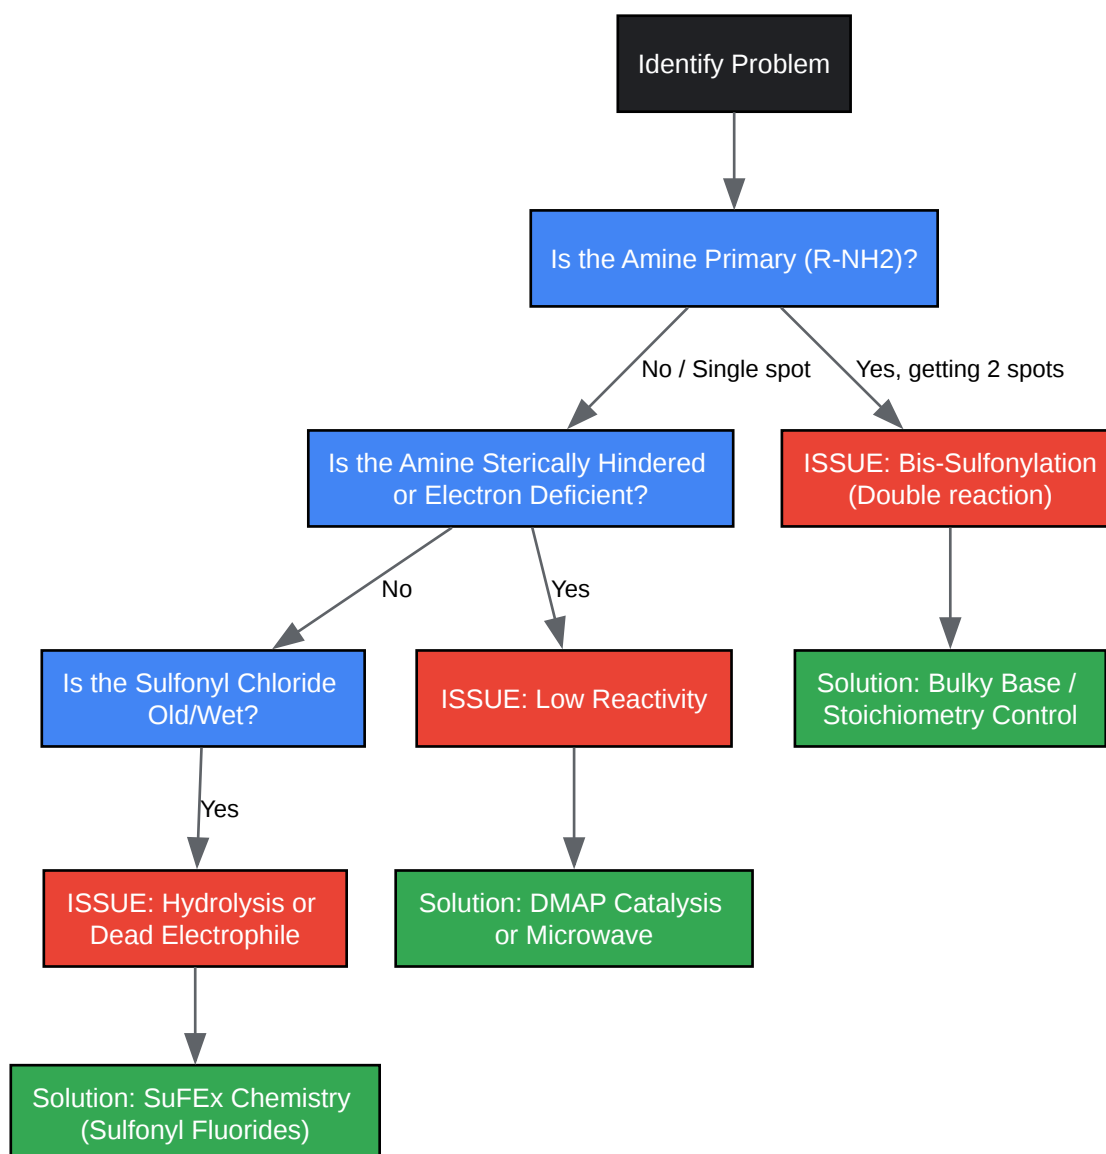 Identify Problem
Is the Amine Primary (R-NH2)?
No / Single spot
Yes, getting 2 spots
Is the Amine Sterically Hindered
or Electron Deficient?
ISSUE: Bis-Sulfonylation
(Double reaction)
No
Yes
Is the Sulfonyl Chloride
Old/Wet?
ISSUE: Low Reactivity
Solution: Bulky Base /
Stoichiometry Control
Yes
ISSUE: Hydrolysis or
Dead Electrophile
Solution: DMAP Catalysis
or Microwave
Solution: SuFEx Chemistry
(Sulfonyl Fluorides)